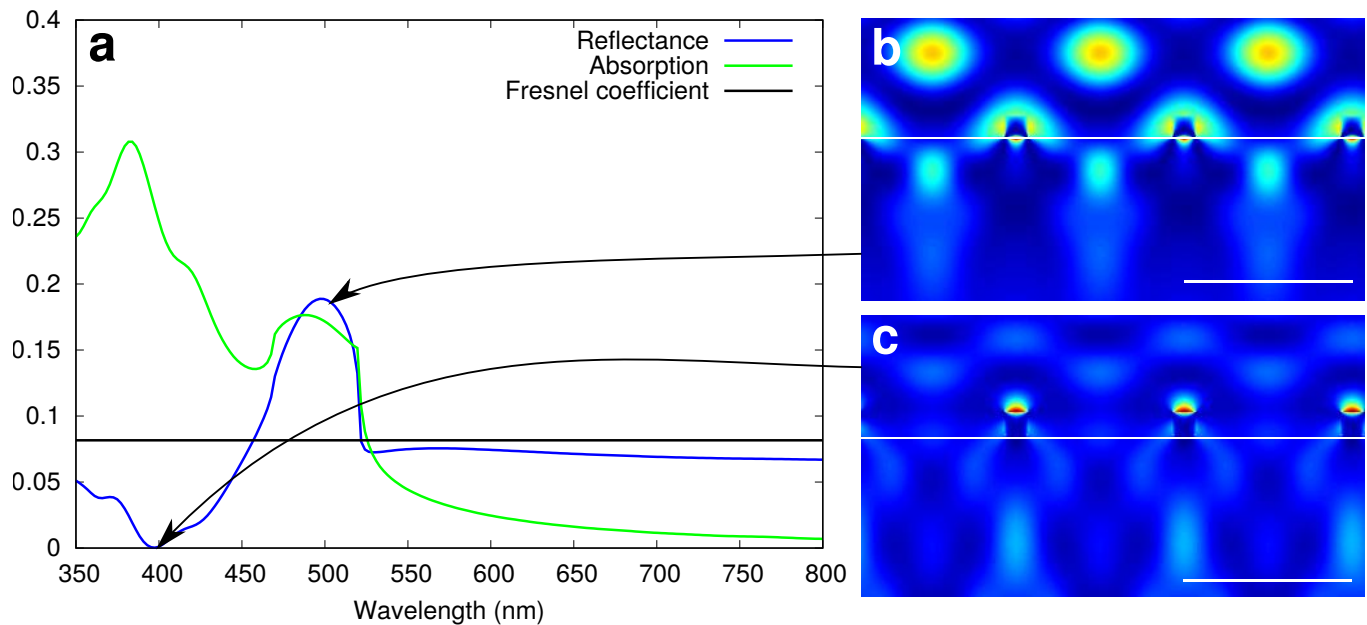 a
Reflectance
Absorption
Fresnel coefficient
0.4
0.35
0.3
0.25
0.2
0.15
0.1
0.05
0
350 400 450 500 550 600 650 700 750 800
Wavelength (nm)
b
c